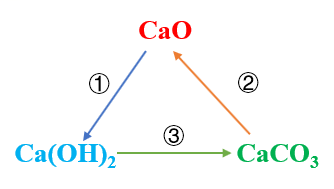 CaO
① ②
③
Ca(OH)₂ CaCO₃